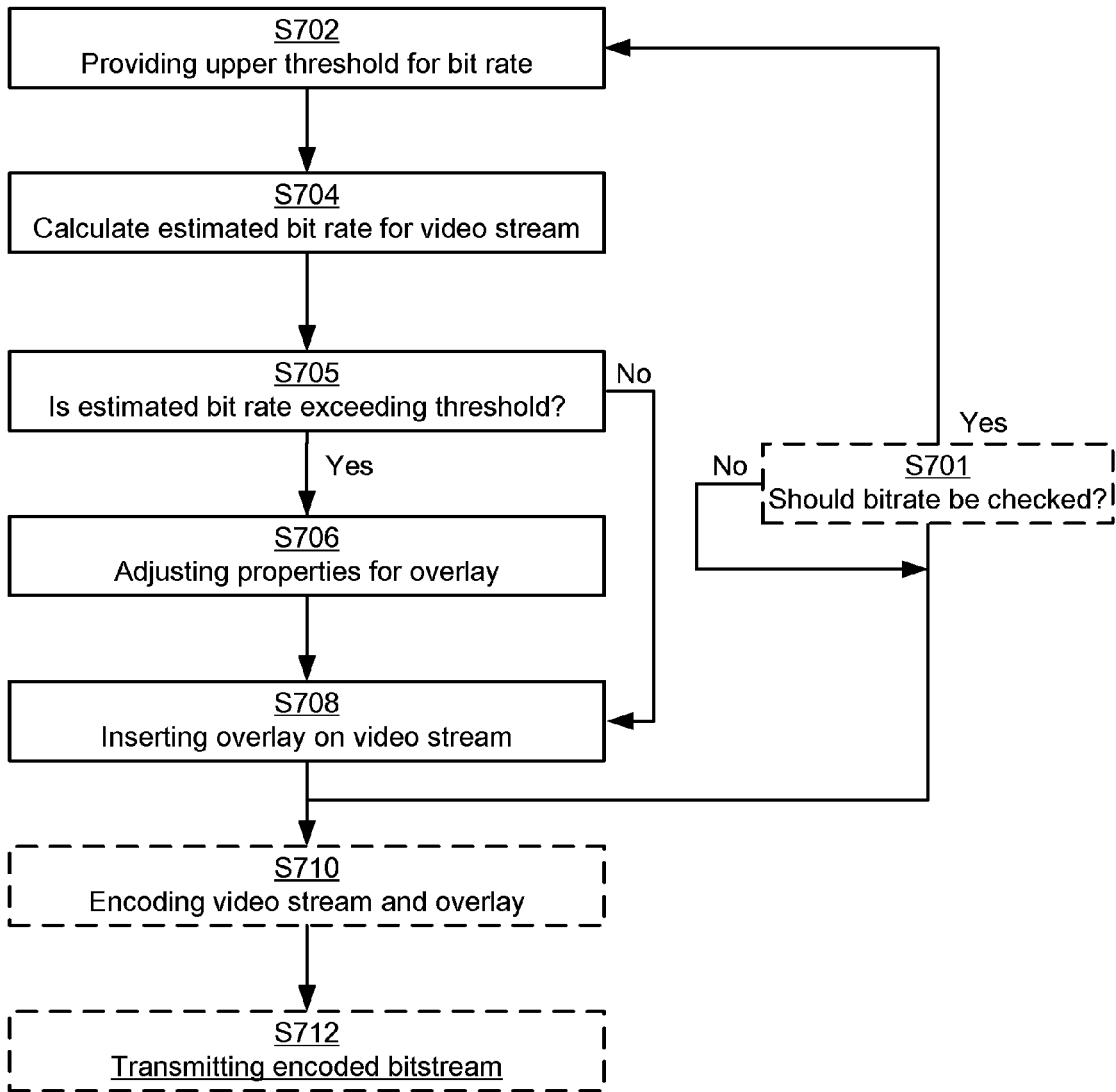 S702
Providing upper threshold for bit rate
S704
Calculate estimated bit rate for video stream
S705
Is estimated bit rate exceeding threshold?
No
Yes
S701
Should bitrate be checked?
Yes
No
S706
Adjusting properties for overlay
S708
Inserting overlay on video stream
S710
Encoding video stream and overlay
S712
Transmitting encoded bitstream